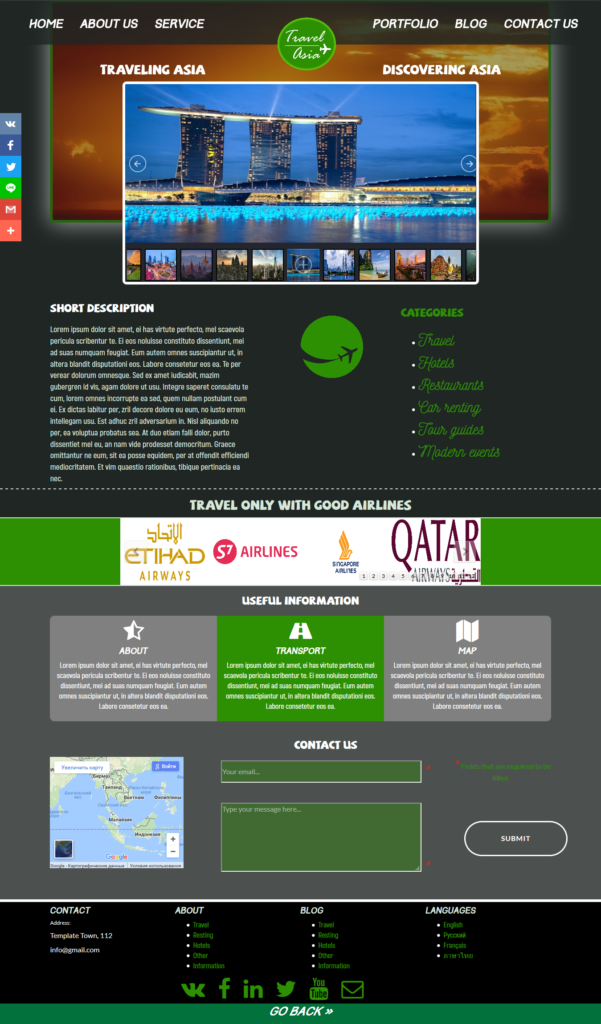 HOME ABOUT US SERVICE
Travel
Asia
PORTFOLIO BLOG CONTACT US
TRAVELING ASIA
DISCOVERING ASIA
SHORT DESCRIPTION
Lorem ipsum dolor sit amet, ei has virtute perfecto, mel scaevola
pericula scribentur te. Ei eos noluisse constituto dissentiunt, mel
ad suas numquam feugiat. Eum autem omnes suscipiantur ut, in
altera blandit disputationi eos. Labore consetetur eos ea. Te per
verear dolorum omnesque. Sed ex amet iudicabit, mazim
gubergren id vis, agam dolore ut usu. Integre saperet consulatu te
cum, lorem omnes incorrupte ea sed, quem nullam postulant cum
ei. Ex dictas labitur per, zril decore dolore eu eum, no iusto errem
intellegam usu. Est adhuc zril adversarium in. Nisl aliquando no
per, ea voluptua probatus sea. At duo etiam falli dolor, purto
dissentiet mel eu, an nam vide prodesset democritum. Graece
omittantur ne eum, sit ea posse equidem, per at offendit efficiendi
mediocritatem. Et vim quaestio rationibus, tibique pertinacia ea
nec.
CATEGORIES
Travel
Hotels
Restaurants
Car renting
Tour guides
Modern events
TRAVEL ONLY WITH GOOD AIRLINES
الإتحاد
ETIHAD
AIRWAYS
S7 AIRLINES
SINGAPORE
AIRLINES
QATAR
AIRWAYS القطرية
1 2 3 4 5 6 7 8 9
USEFUL INFORMATION
ABOUT
Lorem ipsum dolor sit amet, ei has virtute perfecto, mel
scaevola pericula scribentur te. Ei eos noluisse constituto
dissentiunt, mel ad suas numquam feugiat. Eum autem
omnes suscipiantur ut, in altera blandit disputationi eos.
Labore consetetur eos ea.
TRANSPORT
Lorem ipsum dolor sit amet, ei has virtute perfecto, mel
scaevola pericula scribentur te. Ei eos noluisse constituto
dissentiunt, mel ad suas numquam feugiat. Eum autem
omnes suscipiantur ut, in altera blandit disputationi eos.
Labore consetetur eos ea.
MAP
Lorem ipsum dolor sit amet, ei has virtute perfecto, mel
scaevola pericula scribentur te. Ei eos noluisse constituto
dissentiunt, mel ad suas numquam feugiat. Eum autem
omnes suscipiantur ut, in altera blandit disputationi eos.
Labore consetetur eos ea.
CONTACT US
Увеличить карту
Войти
Таиланд
Вьетнам
Филиппины
Малайзия
Индонезия
Google
Картографические данные Условия использования
Your email...
Type your message here...
SUBMIT
CONTACT
Address:
Template Town, 112
info@gmail.com
ABOUT
Travel
Resting
Hotels
Other
Information
BLOG
Travel
Resting
Hotels
Other
Information
LANGUAGES
English
Русский
Français
ภาษาไทย
You
Tube
GO BACK »